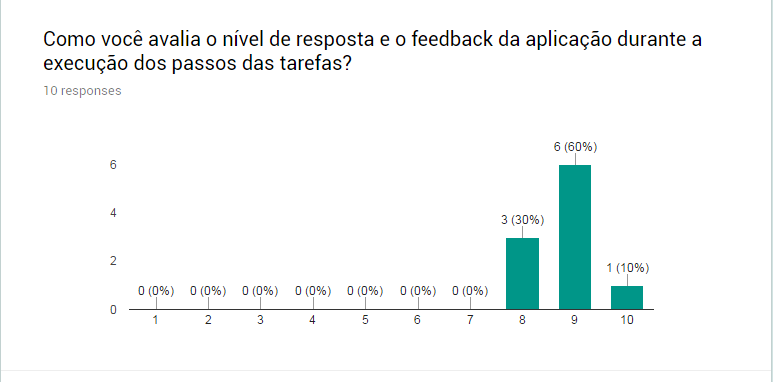 Como você avalia o nível de resposta e o feedback da aplicação durante a
execução dos passos das tarefas?
10 responses
6 (60%)
6
3 (30%)
4
1 (10%)
2
0 (0%) 0 (0%) 0 (0%) 0 (0%) 0 (0%) 0 (0%) 0 (0%)
0
1 2 3 4 5 6 7 8 9 10